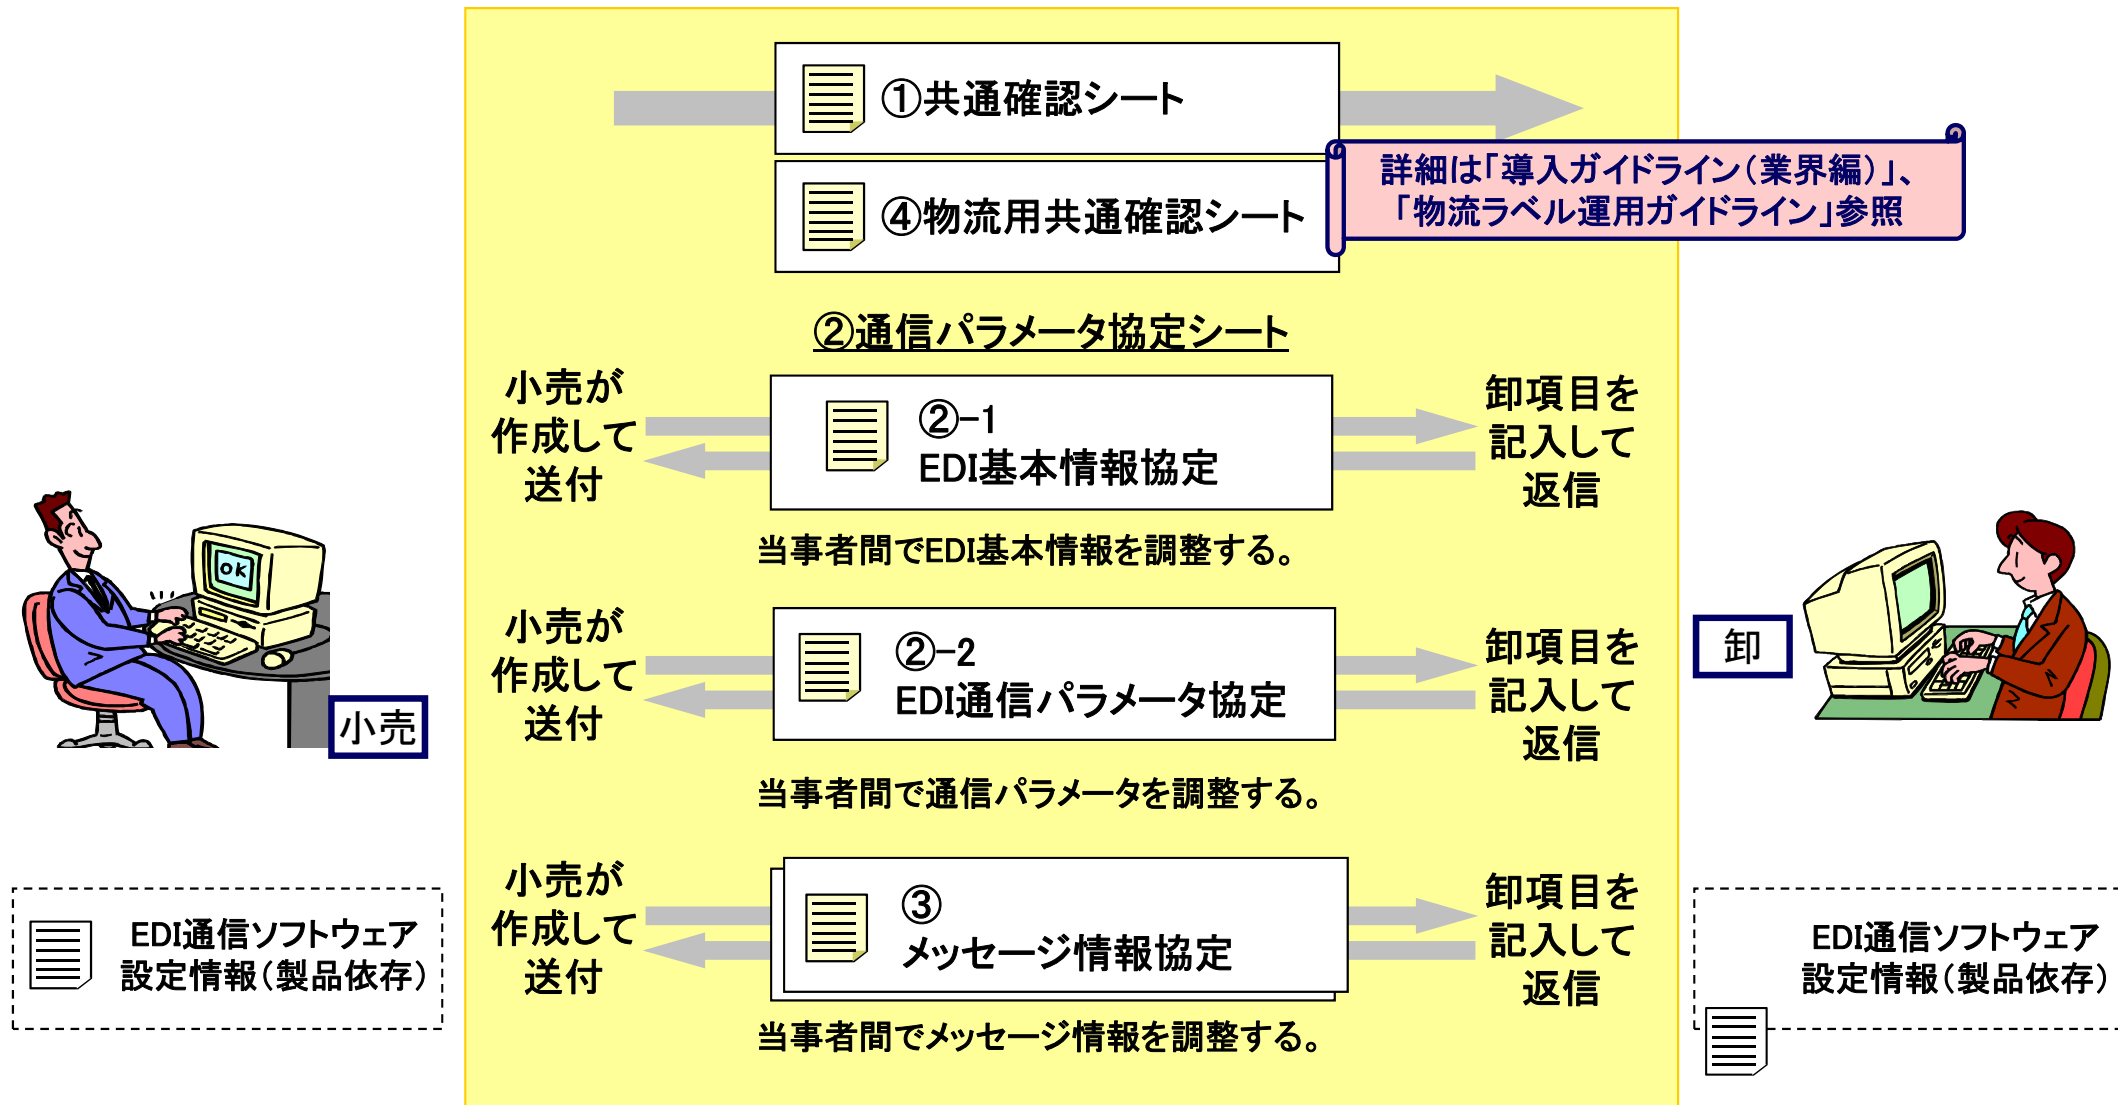 ①共通確認シート
④物流用共通確認シート
詳細は「導入ガイドライン（業界編）」、
「物流ラベル運用ガイドライン」参照
②通信パラメータ協定シート
小売が
作成して
送付
②-1
EDI基本情報協定
卸項目を
記入して
返信
当事者間でEDI基本情報を調整する。
OK
小売
小売が
作成して
送付
②-2
EDI通信パラメータ協定
卸項目を
記入して
返信
卸
当事者間で通信パラメータを調整する。
小売が
作成して
送付
③
メッセージ情報協定
卸項目を
記入して
返信
当事者間でメッセージ情報を調整する。
EDI通信ソフトウェア
設定情報（製品依存）
EDI通信ソフトウェア
設定情報（製品依存）